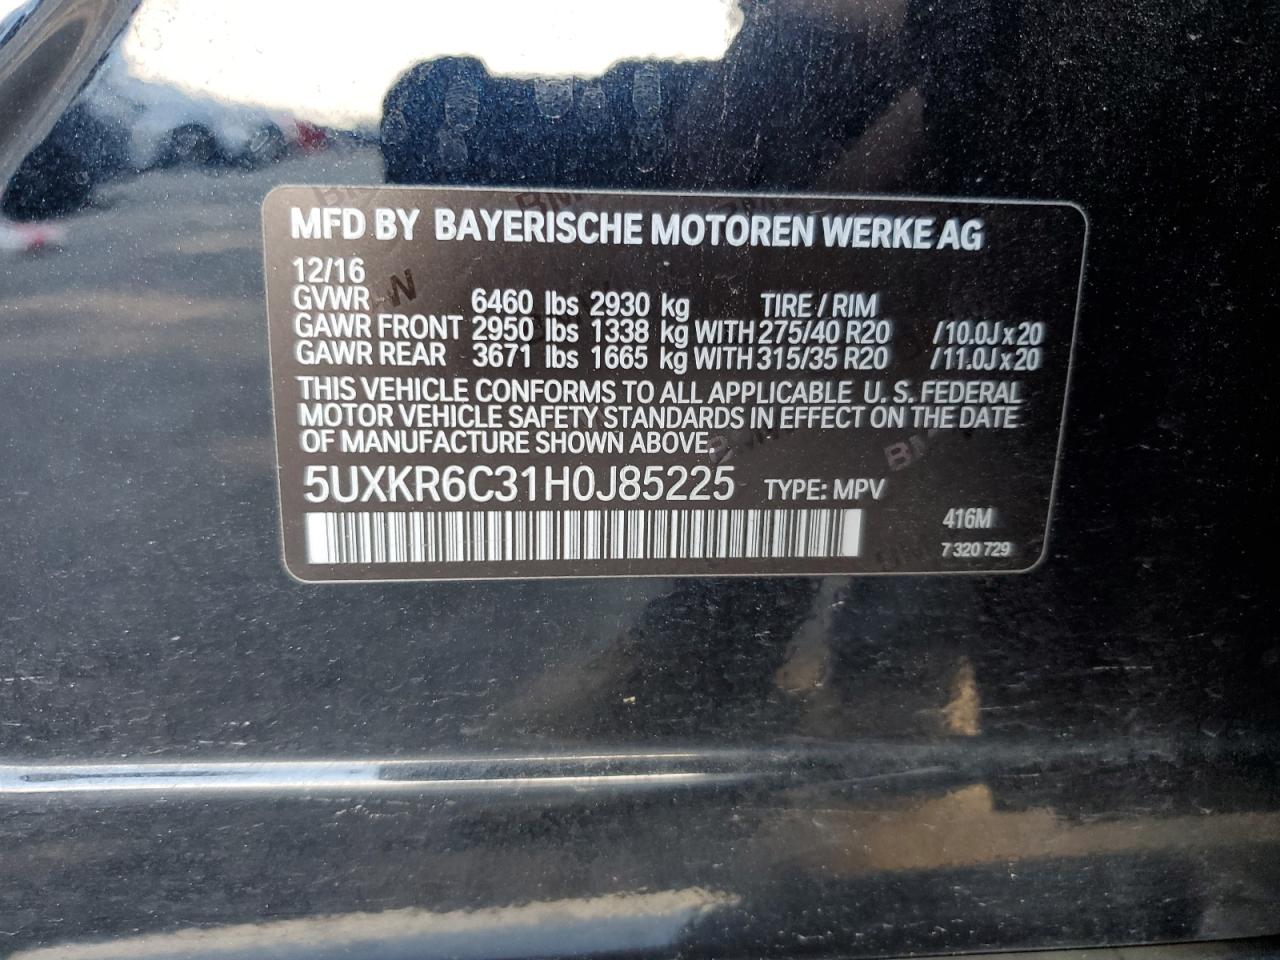 MFD BY BAYERISCHE MOTOREN WERKE AG
12/16
GVWR 6460 lbs 2930 kg TIRE / RIM
GAWR FRONT 2950 lbs 1338 kg WITH 275/40 R20 /10.0J x 20
GAWR REAR 3671 lbs 1665 kg WITH 315/35 R20 /11.0J x 20
THIS VEHICLE CONFORMS TO ALL APPLICABLE U. S. FEDERAL
MOTOR VEHICLE SAFETY STANDARDS IN EFFECT ON THE DATE
OF MANUFACTURE SHOWN ABOVE.
5UXKR6C31H0J85225 TYPE: MPV
416M
7 320 729